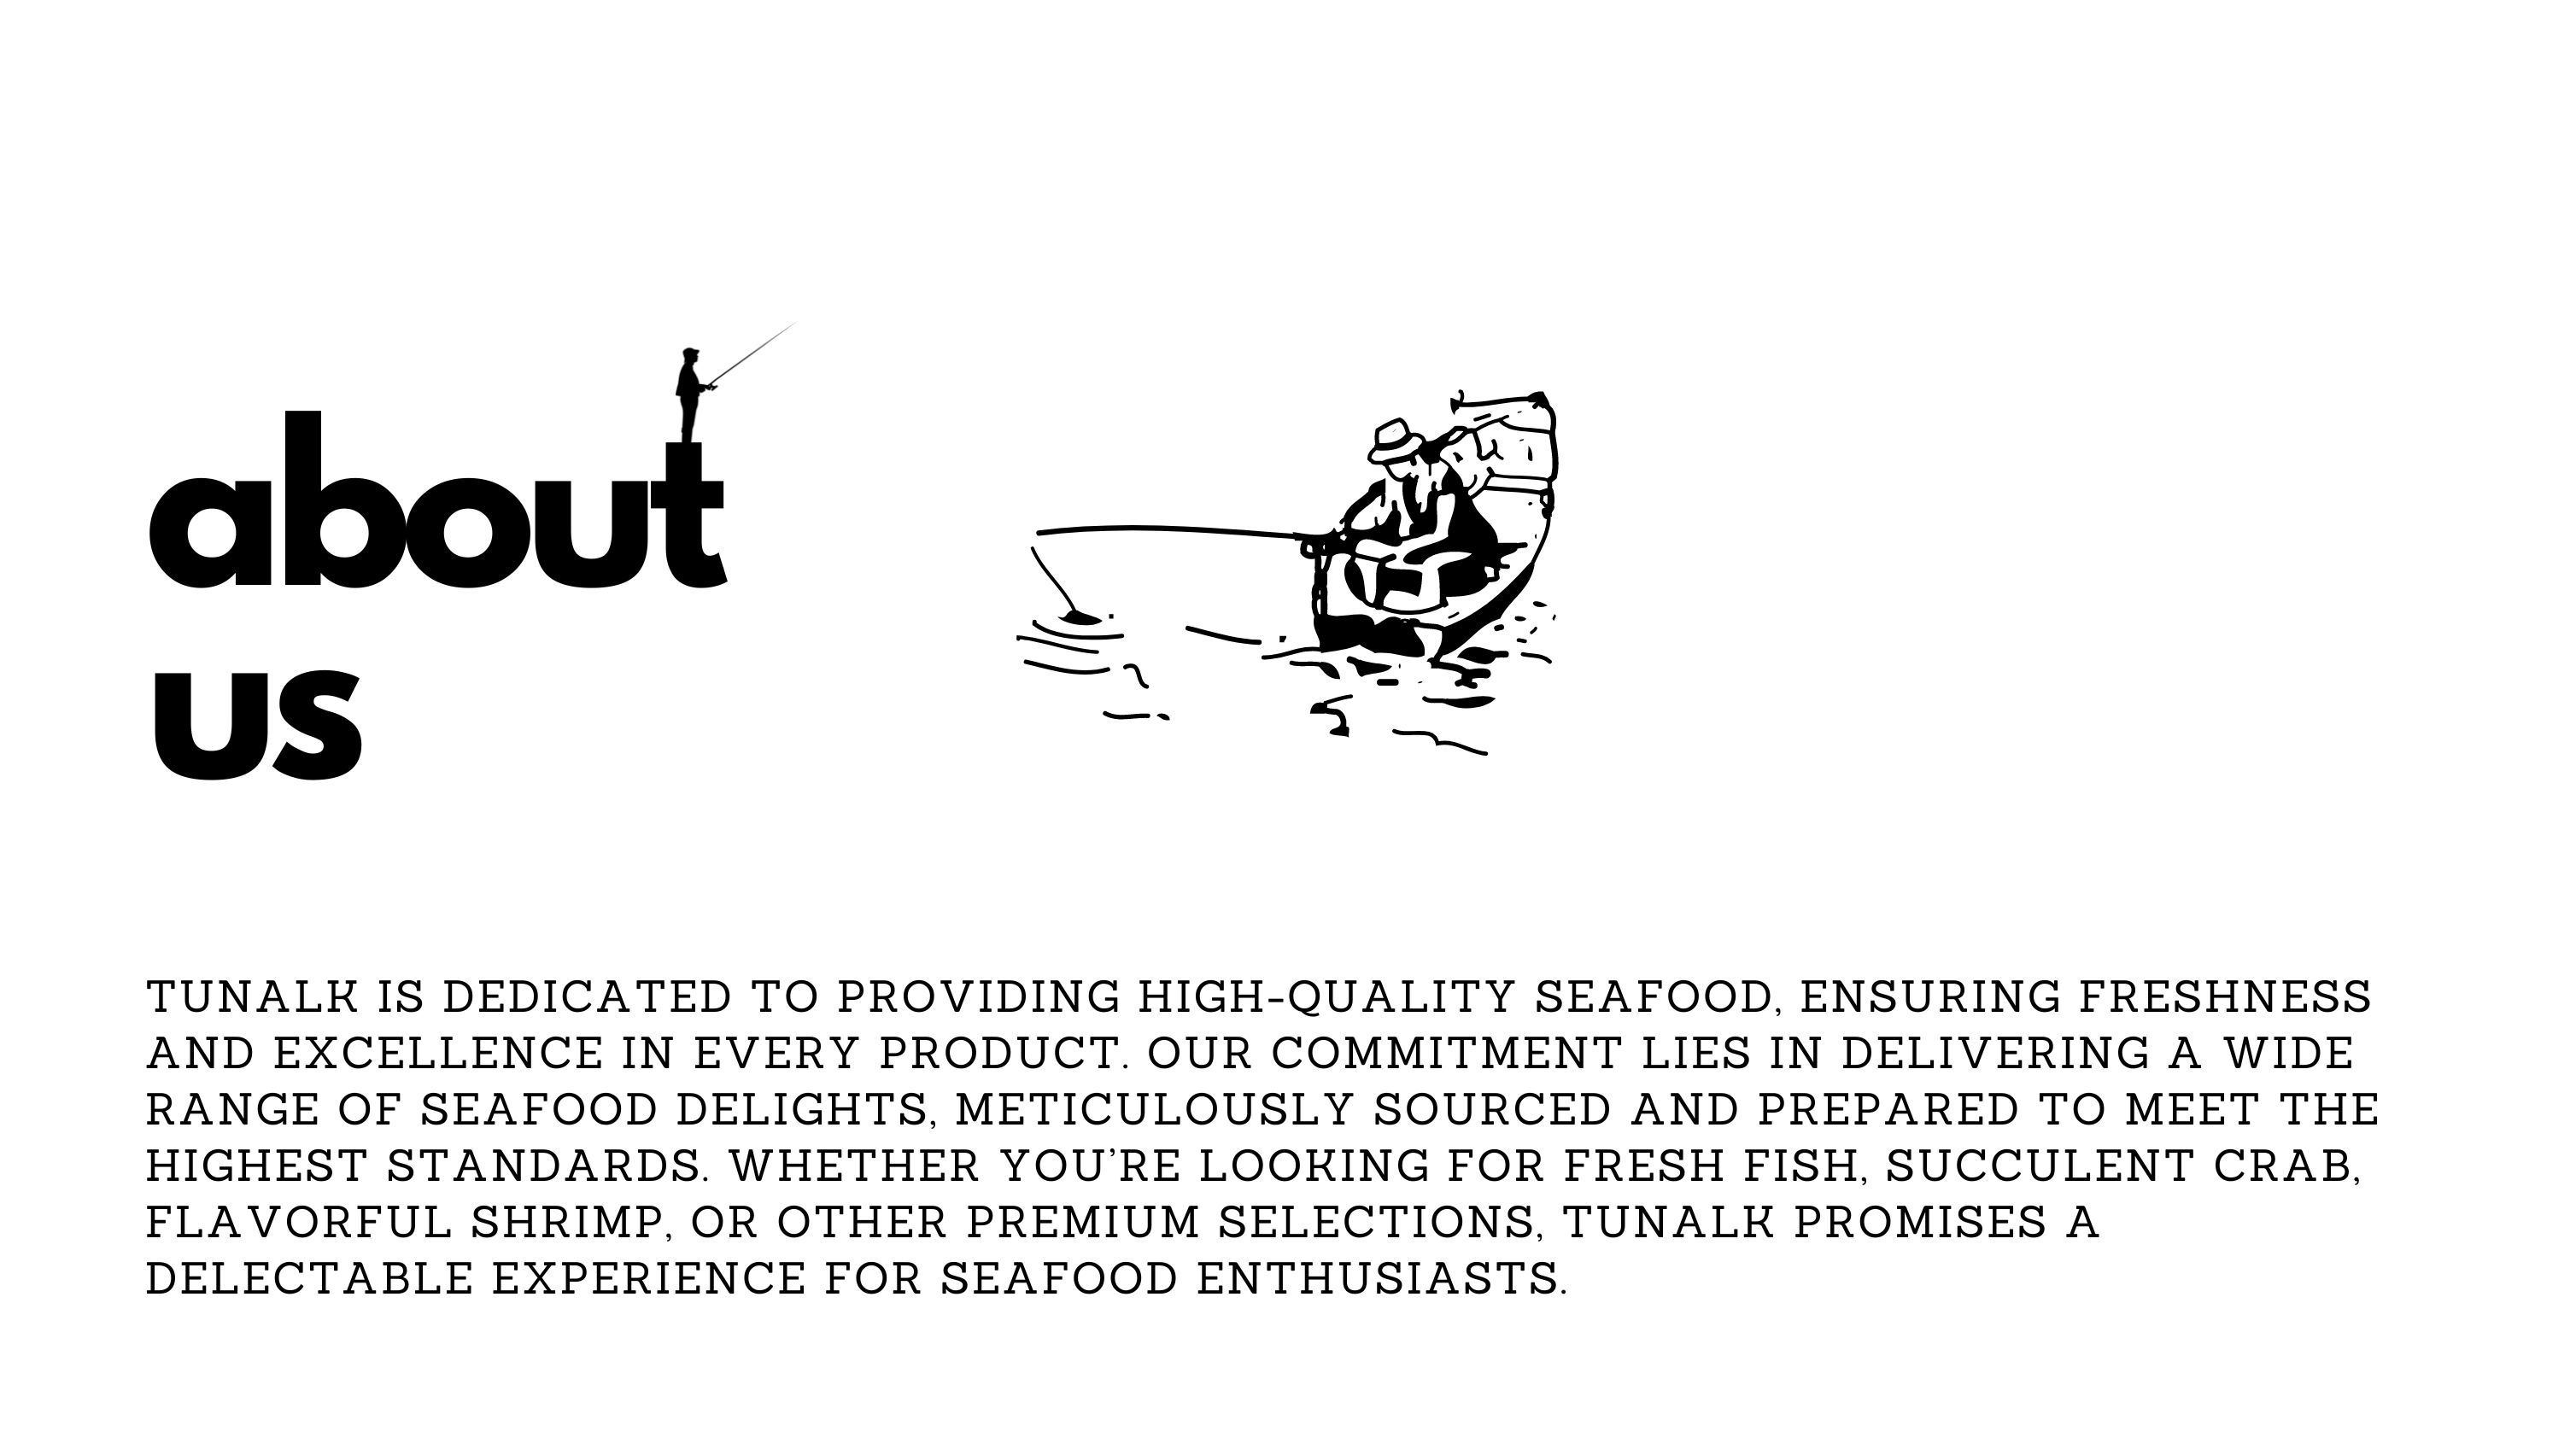 about
us
TUNALK IS DEDICATED TO PROVIDING HIGH-QUALITY SEAFOOD, ENSURING FRESHNESS
AND EXCELLENCE IN EVERY PRODUCT. OUR COMMITMENT LIES IN DELIVERING A WIDE
RANGE OF SEAFOOD DELIGHTS, METICULOUSLY SOURCED AND PREPARED TO MEET THE
HIGHEST STANDARDS. WHETHER YOU’RE LOOKING FOR FRESH FISH, SUCCULENT CRAB,
FLAVORFUL SHRIMP, OR OTHER PREMIUM SELECTIONS, TUNALK PROMISES A
DELECTABLE EXPERIENCE FOR SEAFOOD ENTHUSIASTS.